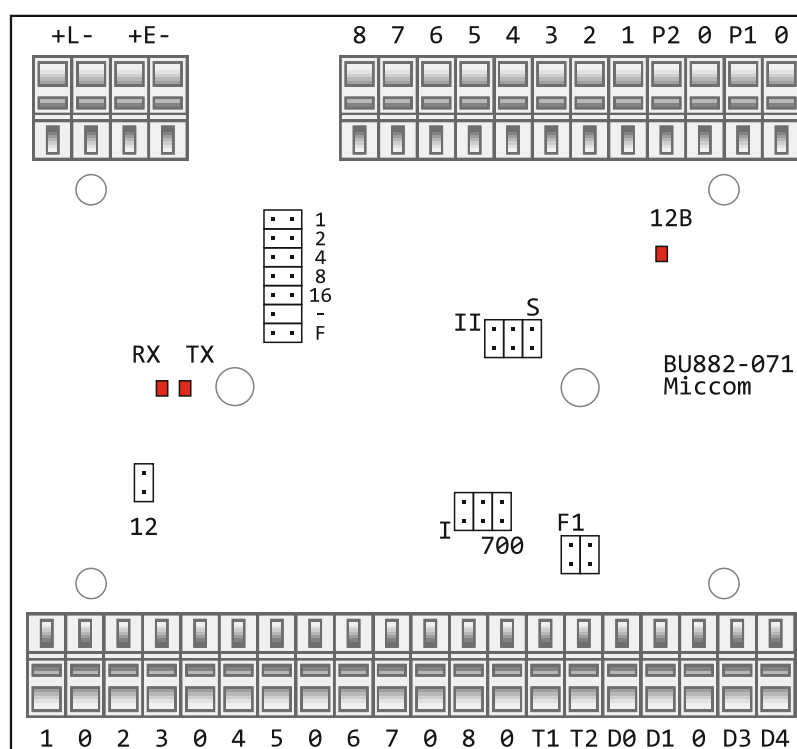 +L- +E- 8 7 6 5 4 3 2 1 P2 0 P1 0
12B
1
2
4
8
16
-
F
II S
RX TX
BU882-071
Miccom
12
I 700
F1
1 0 2 3 0 4 5 0 6 7 0 8 0 T1 T2 D0 D1 0 D3 D4